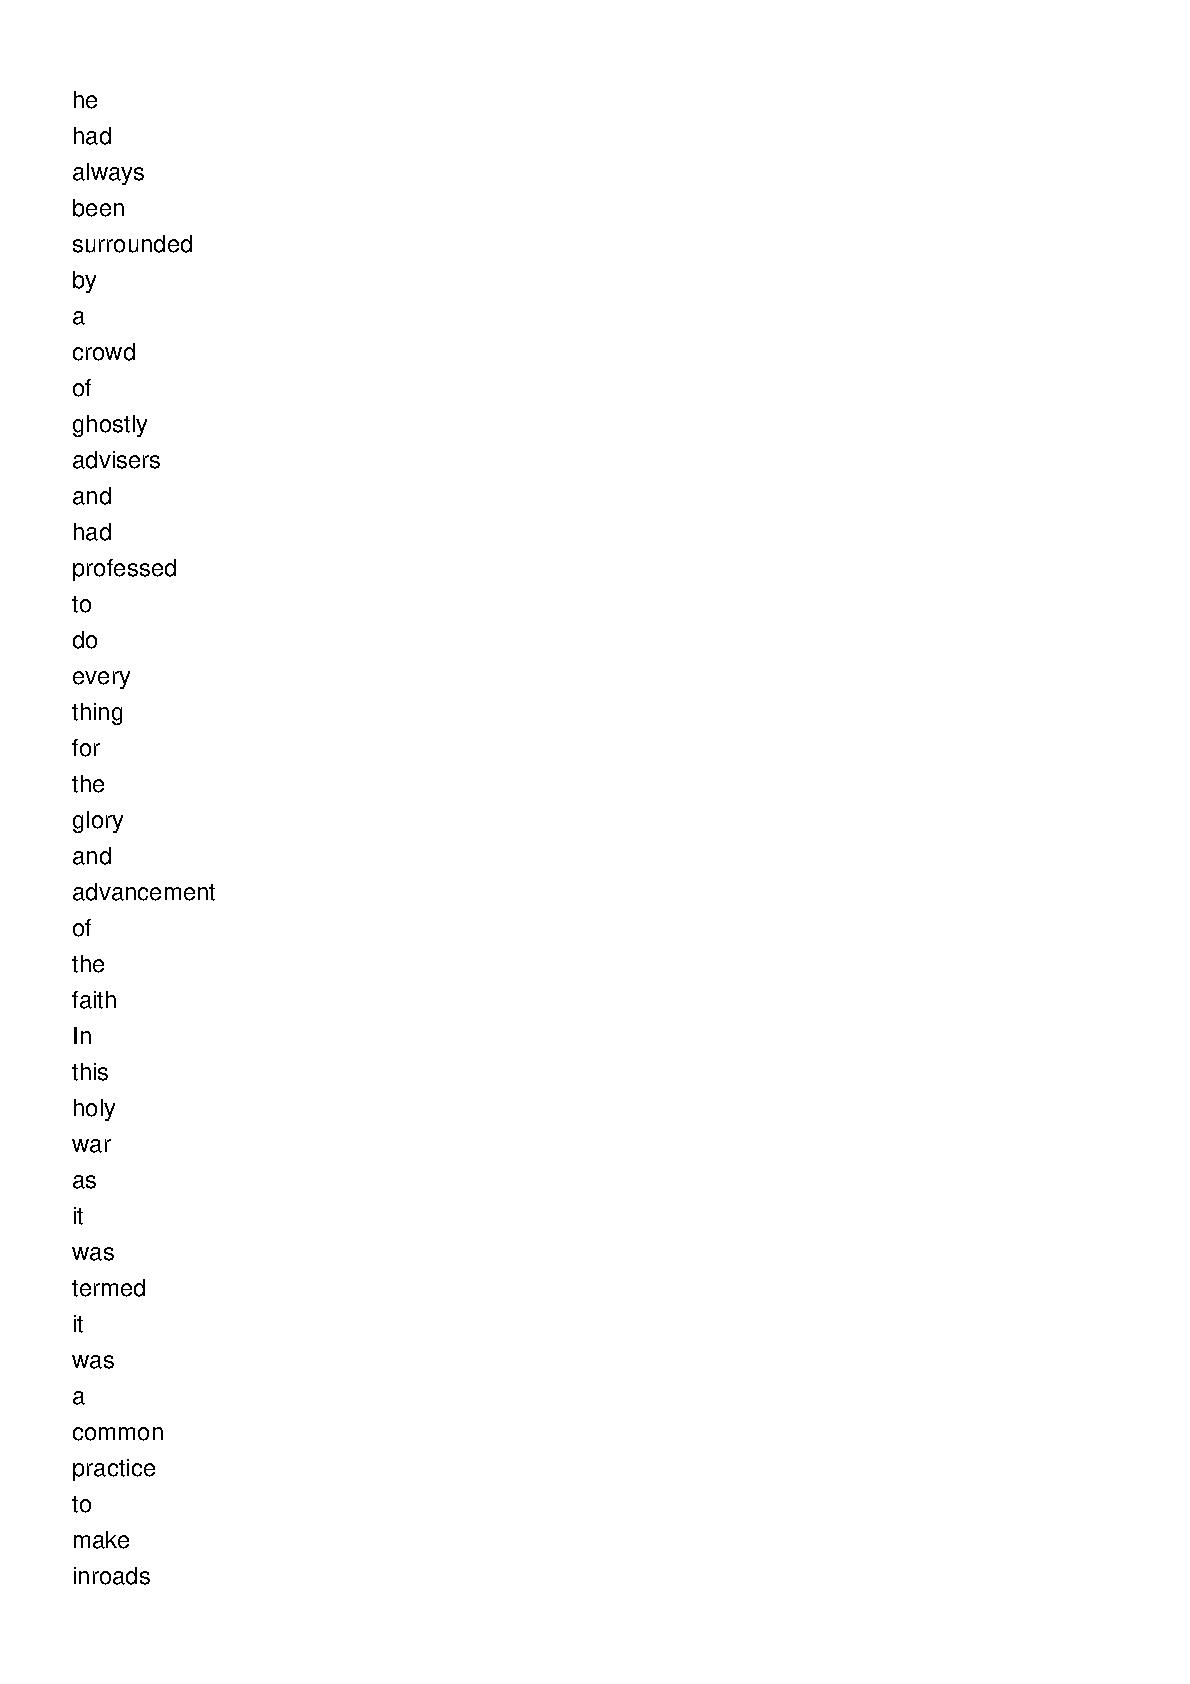 he
had
always
been
surrounded
by
a
crowd
of
ghostly
advisers
and
had
professed
to
do
every
thing
for
the
glory
and
advancement
of
the
faith
In
this
holy
war
as
it
was
termed
it
was
a
common
practice
to
make
inroads